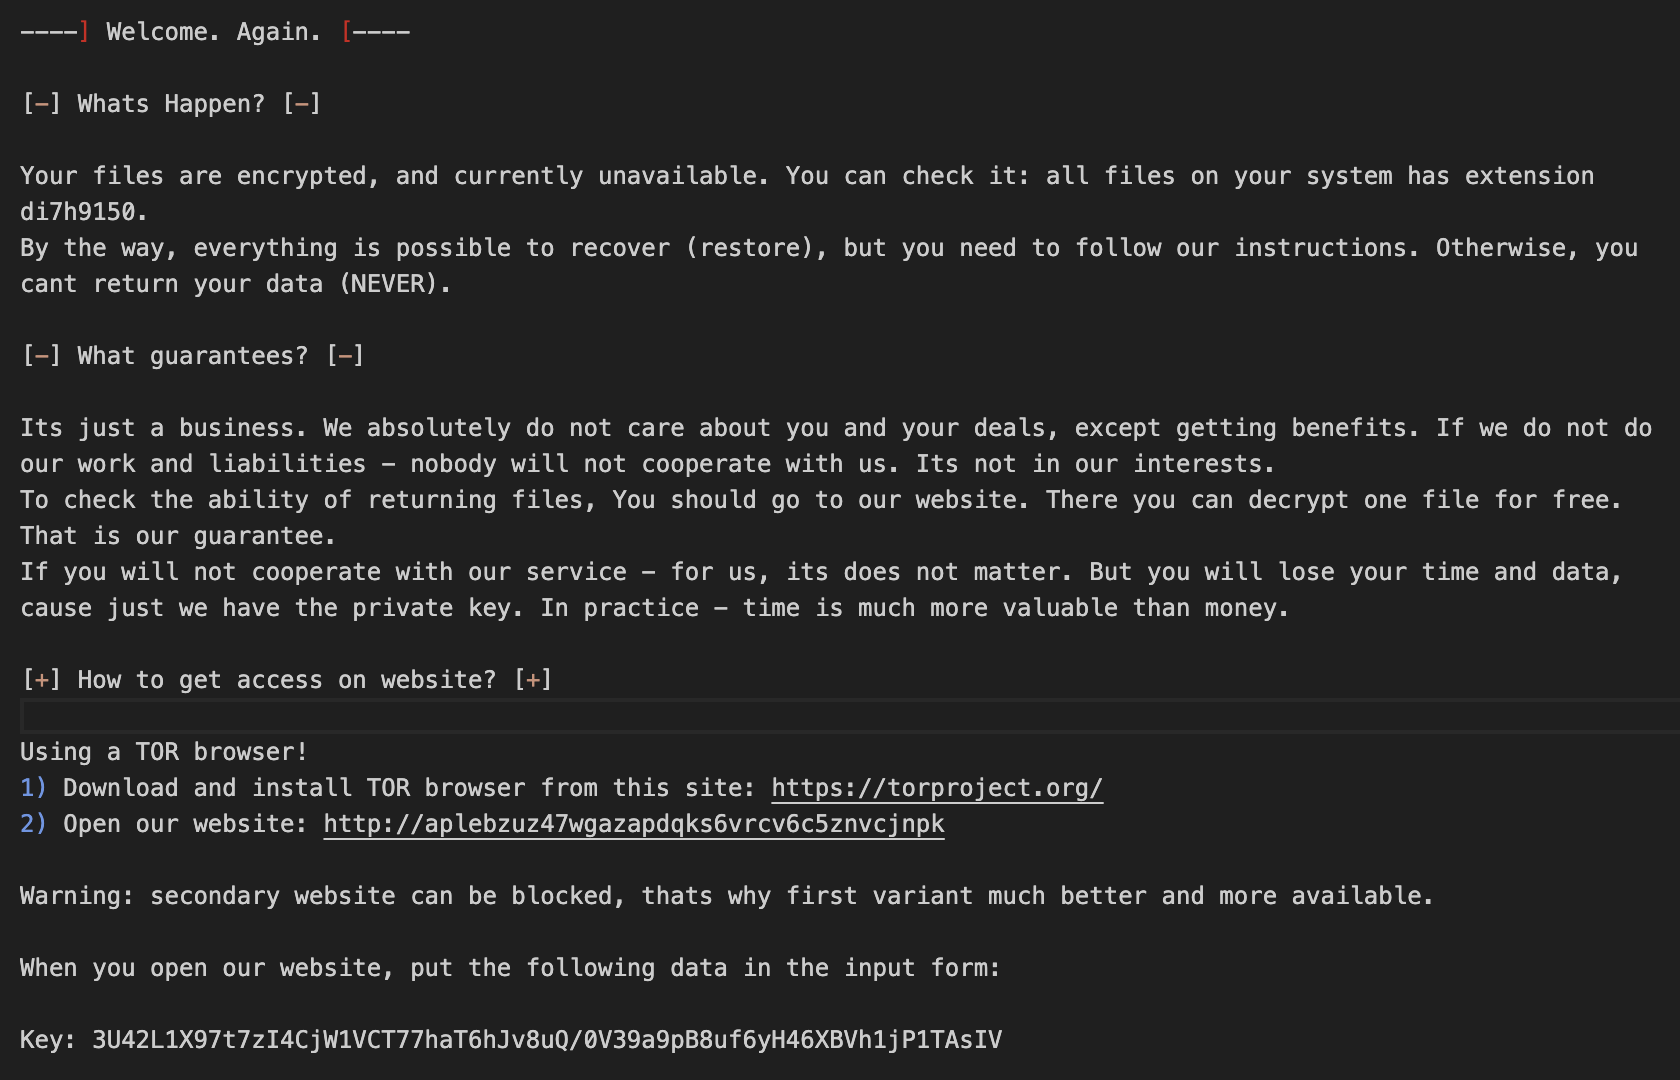 ----] Welcome. Again. [----
[-] Whats Happen? [-]
Your files are encrypted, and currently unavailable. You can check it: all files on your system has extension
di7h9150.
By the way, everything is possible to recover (restore), but you need to follow our instructions. Otherwise, you
cant return your data (NEVER).
[-] What guarantees? [-]
Its just a business. We absolutely do not care about you and your deals, except getting benefits. If we do not do
our work and liabilities - nobody will not cooperate with us. Its not in our interests.
To check the ability of returning files, You should go to our website. There you can decrypt one file for free.
That is our guarantee.
If you will not cooperate with our service - for us, its does not matter. But you will lose your time and data,
cause just we have the private key. In practice - time is much more valuable than money.
[+] How to get access on website? [+]
Using a TOR browser!
1) Download and install TOR browser from this site: https://torproject.org/
2) Open our website: http://aplebzuz47wgazapdqks6vrcv6c5znvcjnpk
Warning: secondary website can be blocked, thats why first variant much better and more available.
When you open our website, put the following data in the input form:
Key: 3U42L1X97t7zI4CjW1VCT77haT6hJv8uQ/0V39a9pB8uf6yH46XBVh1jP1TAsIV